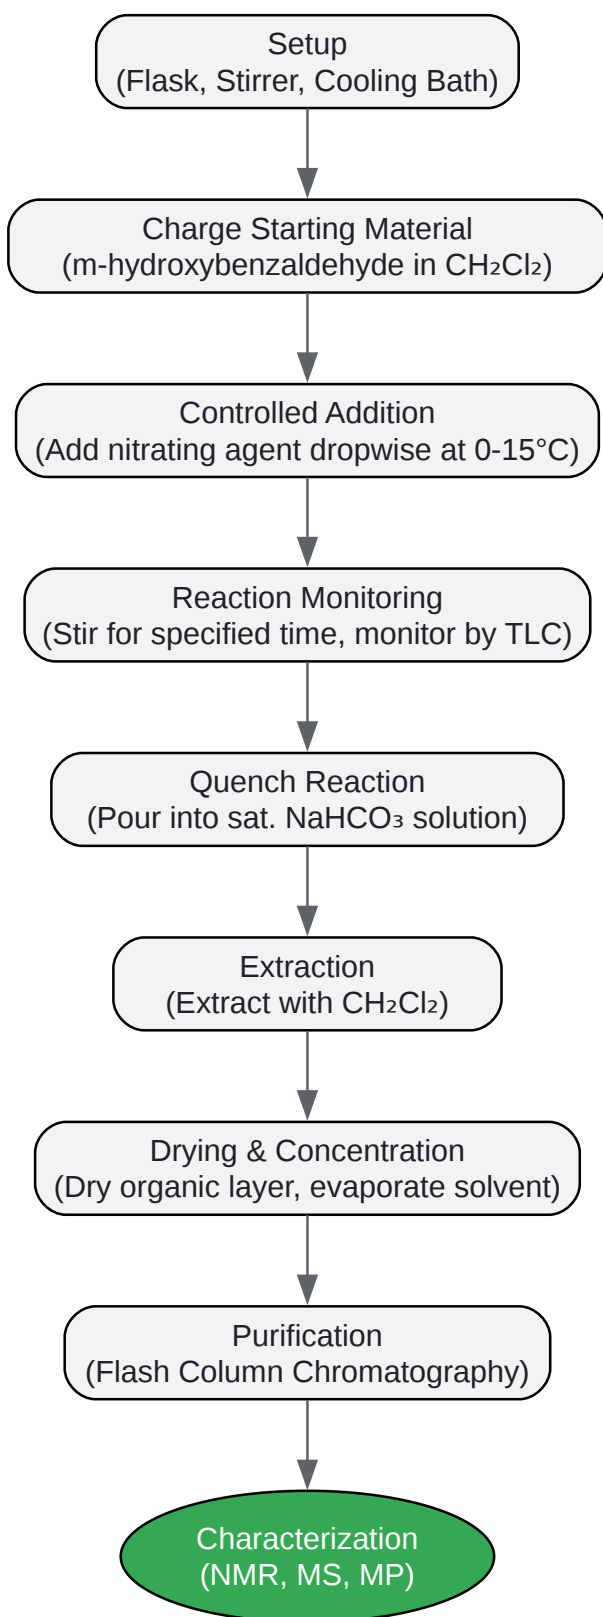 Setup
(Flask, Stirrer, Cooling Bath)
Charge Starting Material
(m-hydroxybenzaldehyde in CH₂Cl₂)
Controlled Addition
(Add nitrating agent dropwise at 0-15°C)
Reaction Monitoring
(Stir for specified time, monitor by TLC)
Quench Reaction
(Pour into sat. NaHCO₃ solution)
Extraction
(Extract with CH₂Cl₂)
Drying & Concentration
(Dry organic layer, evaporate solvent)
Purification
(Flash Column Chromatography)
Characterization
(NMR, MS, MP)